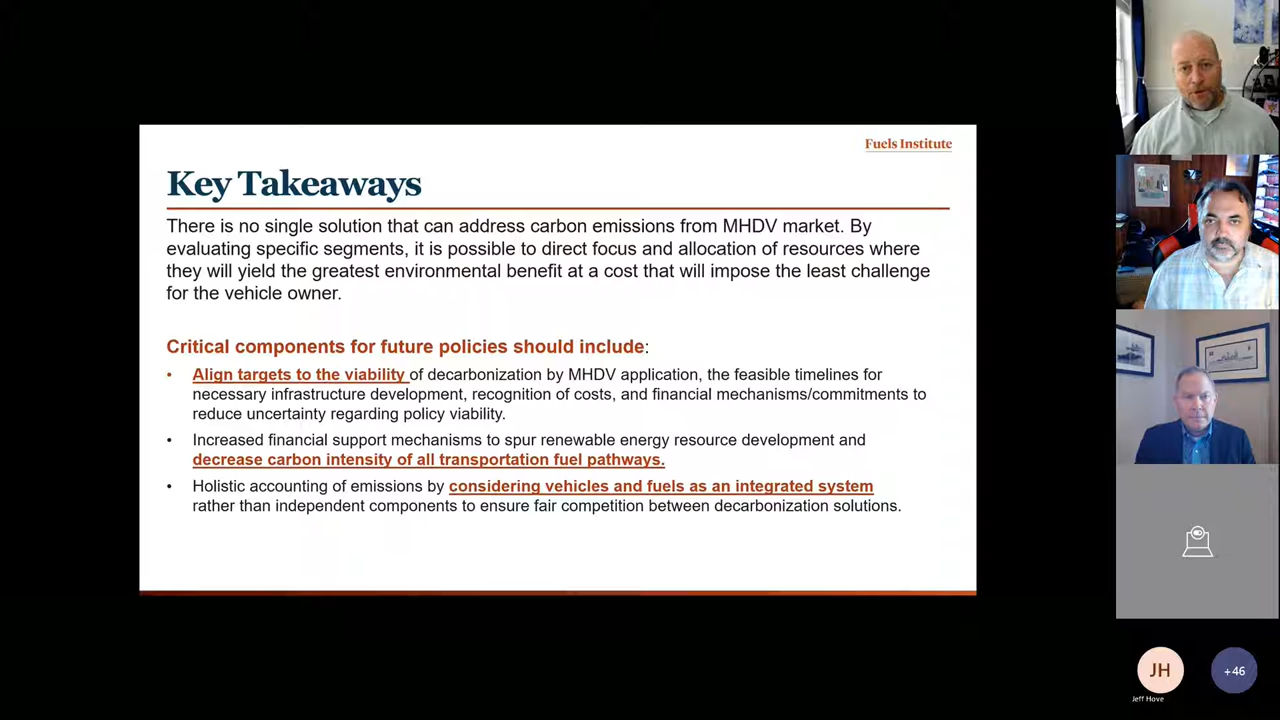 Fuels Institute
Key Takeaways
There is no single solution that can address carbon emissions from MHDV market. By
evaluating specific segments, it is possible to direct focus and allocation of resources where
they will yield the greatest environmental benefit at a cost that will impose the least challenge
for the vehicle owner.
Critical components for future policies should include:
• Align targets to the viability of decarbonization by MHDV application, the feasible timelines for
necessary infrastructure development, recognition of costs, and financial mechanisms/commitments to
reduce uncertainty regarding policy viability.
• Increased financial support mechanisms to spur renewable energy resource development and
decrease carbon intensity of all transportation fuel pathways.
• Holistic accounting of emissions by considering vehicles and fuels as an integrated system
rather than independent components to ensure fair competition between decarbonization solutions.
JH
+46
Jeff Hove